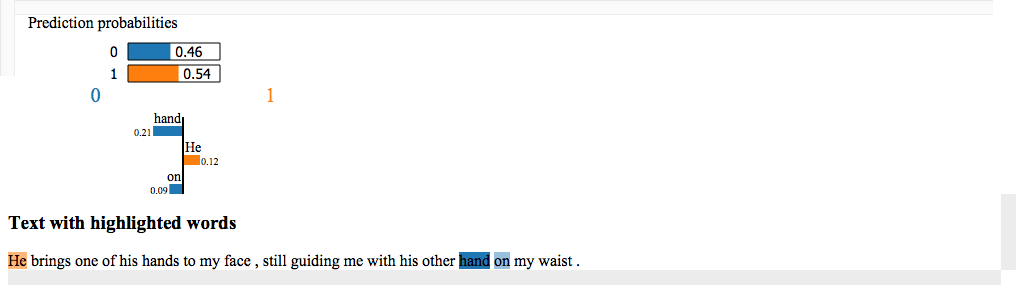 Prediction probabilities
0 0.46
1 0.54
0 1
hand
0.21
He
0.12
on
0.09
Text with highlighted words
He brings one of his hands to my face , still guiding me with his other hand on my waist .